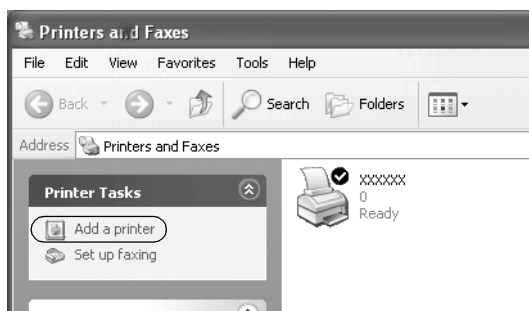 Printers and Faxes
File Edit View Favorites Tools Help
Back Search Folders
Address Printers and Faxes
Printer Tasks
Add a printer
Set up faxing
xxxxxx
0
Ready